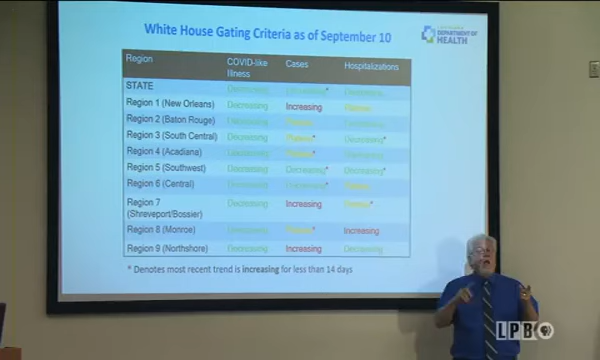 White House Gating Criteria as of September 10
DEPARTMENT OF
HEALTH
Region COVID-like Illness Cases Hospitalizations
STATE Decreasing Decreasing*
Region 1 (New Orleans) Decreasing Increasing Plateau
Region 2 (Baton Rouge) Decreasing Plateau
Region 3 (South Central) Decreasing Plateau* Decreasing*
Region 4 (Acadiana) Decreasing Plateau Decreasing
Region 5 (Southwest) Decreasing Decreasing* Decreasing*
Region 6 (Central) Decreasing Decreasing* Plateau
Region 7 (Shreveport/Bossier) Decreasing Increasing Plateau*
Region 8 (Monroe) Decreasing Plateau* Increasing
Region 9 (Northshore) Decreasing Increasing Decreasing
* Denotes most recent trend is increasing for less than 14 days
LPB